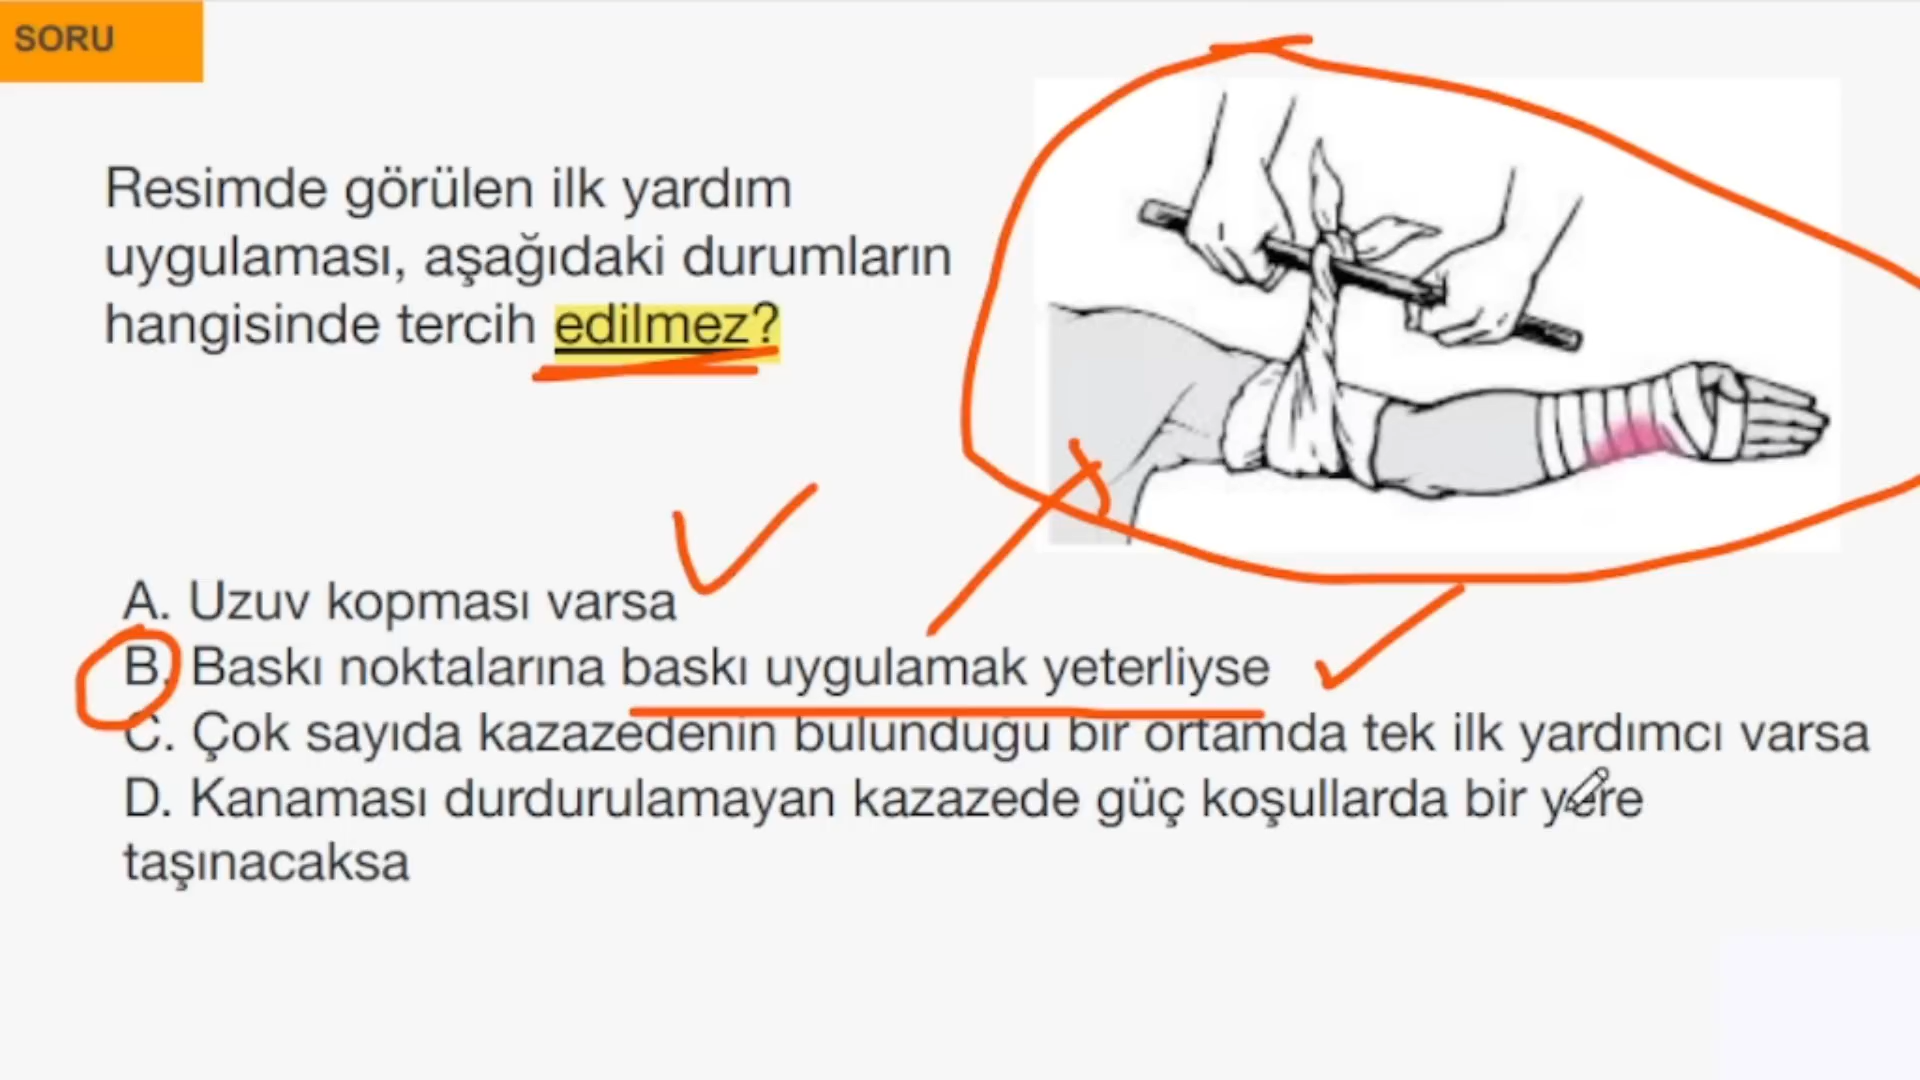 SORU
Resimde görülen ilk yardım
uygulaması, aşağıdaki durumların
hangisinde tercih edilmez?
A. Uzuv kopması varsa
B. Baskı noktalarına baskı uygulamak yeterliyse
C. Çok sayıda kazazedenin bulunduğu bir ortamda tek ilk yardımcı varsa
D. Kanaması durdurulamayan kazazede güç koşullarda bir yere
taşınacaksa